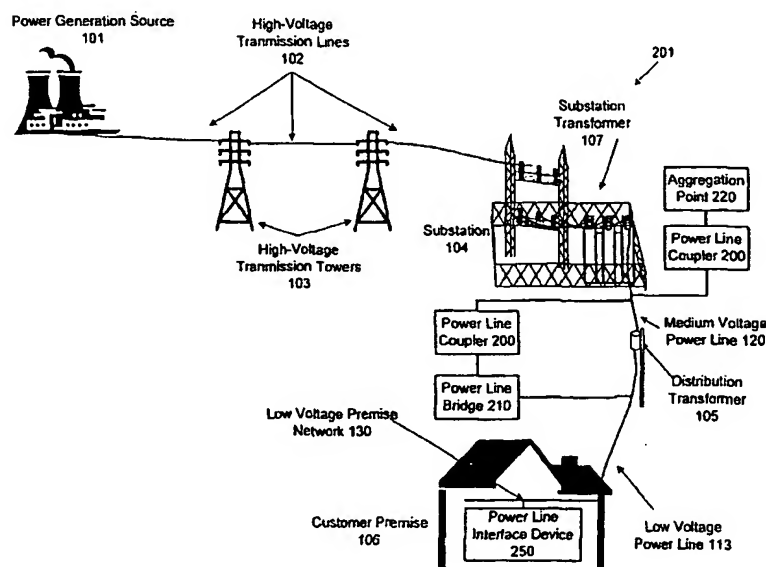 Power Generation Source
101
High-Voltage
Tranmission Lines
102
201
Substation
Transformer
107
Aggregation
Point 220
Power Line
Coupler 200
High-Voltage
Tranmission Towers
103
Substation
104
Power Line
Coupler 200
Medium Voltage
Power Line 120
Power Line
Bridge 210
Distribution
Transformer
105
Low Voltage Premise
Network 130
Customer Premise
106
Power Line
Interface Device
250
Low Voltage
Power Line 113